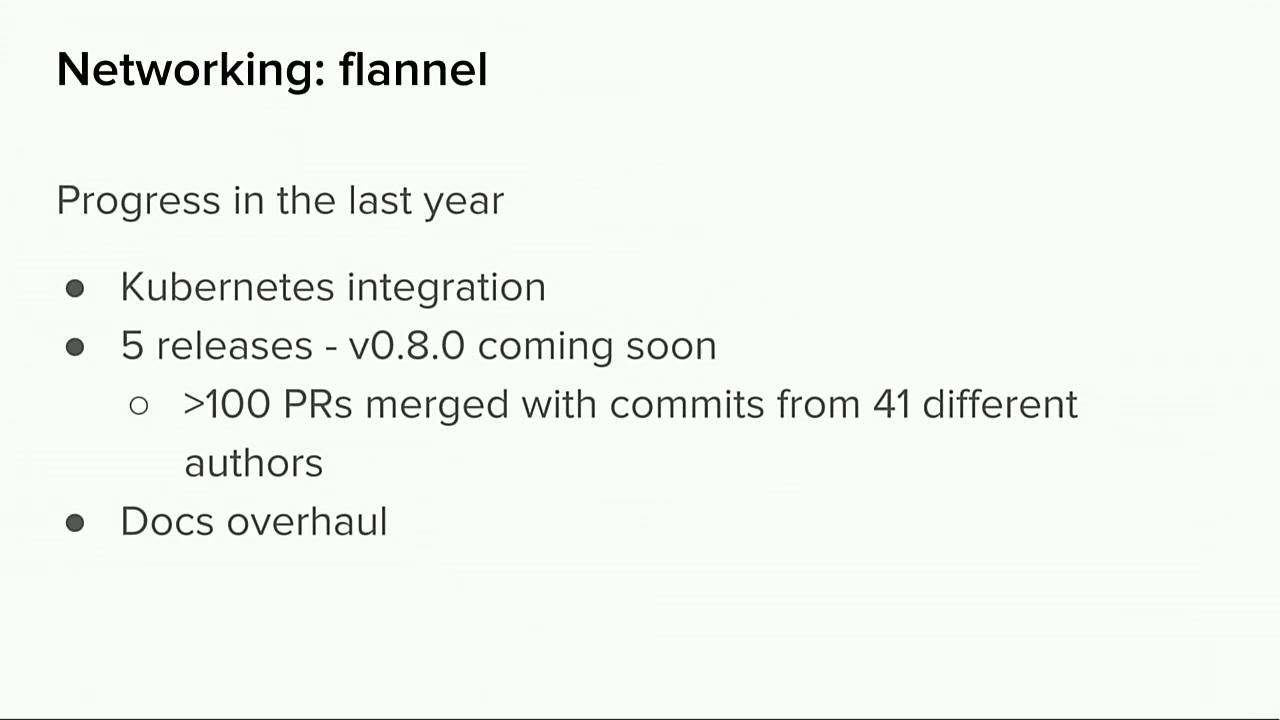 Networking: flannel
Progress in the last year
● Kubernetes integration
● 5 releases - v0.8.0 coming soon
○ >100 PRs merged with commits from 41 different
authors
● Docs overhaul